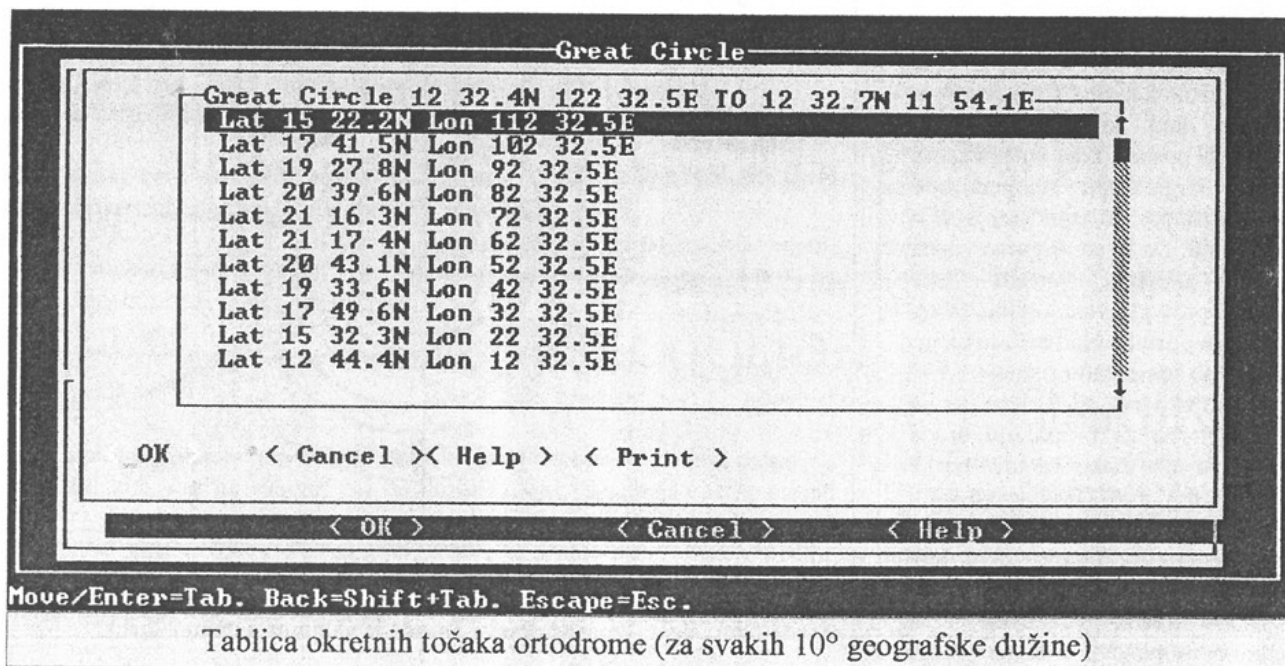 Great Circle
Great Circle 12 32.4N 122 32.5E TO 12 32.7N 11 54.1E
Lat 15 22.2N Lon 112 32.5E
Lat 17 41.5N Lon 102 32.5E
Lat 19 27.8N Lon 92 32.5E
Lat 20 39.6N Lon 82 32.5E
Lat 21 16.3N Lon 72 32.5E
Lat 21 17.4N Lon 62 32.5E
Lat 20 43.1N Lon 52 32.5E
Lat 19 33.6N Lon 42 32.5E
Lat 17 49.6N Lon 32 32.5E
Lat 15 32.3N Lon 22 32.5E
Lat 12 44.4N Lon 12 32.5E
OK < Cancel >< Help < Print >
< OK > < Cancel > < Help >
Move/Enter=Tab. Back=Shift+Tab. Escape=Esc.
Tablica okretnih točaka ortodrome (za svakih 10° geografske dužine)